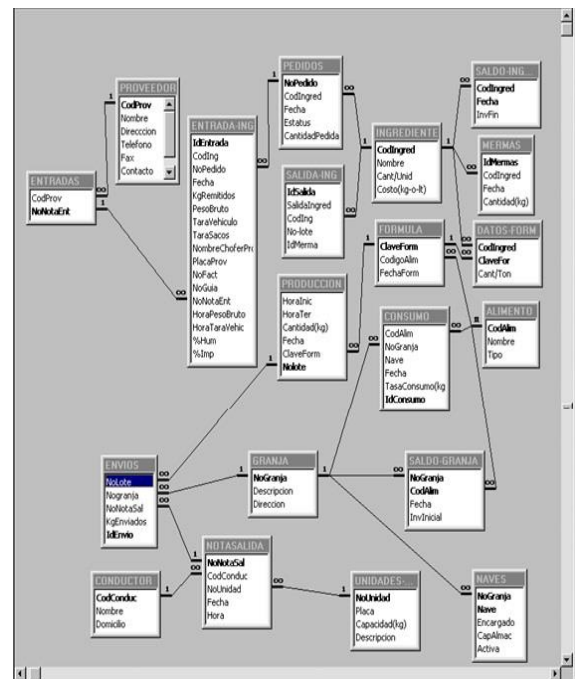 PROVEEDOR
CodProv
Nombre
Direcccion
Telefono
Fax
Contacto
ENTRADAS
CodProv
NoNotaEnt
ENTRADA-ING
IdEntrada
CodIng
NoPedido
Fecha
KgRemitidos
PesoBruto
TaraVehiculo
TaraSacos
NombreChoferPro
PlacaProv
NoFact
NoGuia
NoNotaEnt
HoraPesoBruto
HoraTaraVehic
%Hum
%Imp
PEDIDOS
NoPedido
CodIngred
Fecha
Estatus
CantidadPedida
SALIDA-ING
IdSalida
SalidaIngred
CodIng
No-lote
IdMerma
PRODUCCION
HoraInic
HoraTer
Cantidad(kg)
Fecha
ClaveForm
Nolote
INGREDIENTE
CodIngred
Nombre
Cant/Unid
Costo(kg-o-lt)
FORMULA
ClaveForm
CodigoAlim
FechaForm
CONSUMO
CodAlim
NoGranja
Nave
Fecha
TasaConsumo(kg
IdConsumo
SALDO-ING...
CodIngred
Fecha
InvFin
MERMAS
IdMermas
CodIngred
Fecha
Cantidad(kg)
DATOS-FORM
CodIngred
ClaveFor
Cant/Ton
ALIMENTO
CodAlim
Nombre
Tipo
ENVIOS
NoLote
Nogranja
NoNotaSal
KgEnviados
IdEnvio
GRANJA
NoGranja
Descripcion
Direccion
SALDO-GRANJA
NoGranja
CodAlim
Fecha
InvInicial
CONDUCTOR
CodConduc
Nombre
Domicilio
NOTASALIDA
NoNotaSal
CodConduc
NoUnidad
Fecha
Hora
UNIDADES-...
NoUnidad
Placa
Capacidad(kg)
Descripcion
NAVES
NoGranja
Nave
Encargado
CapAlmac
Activa